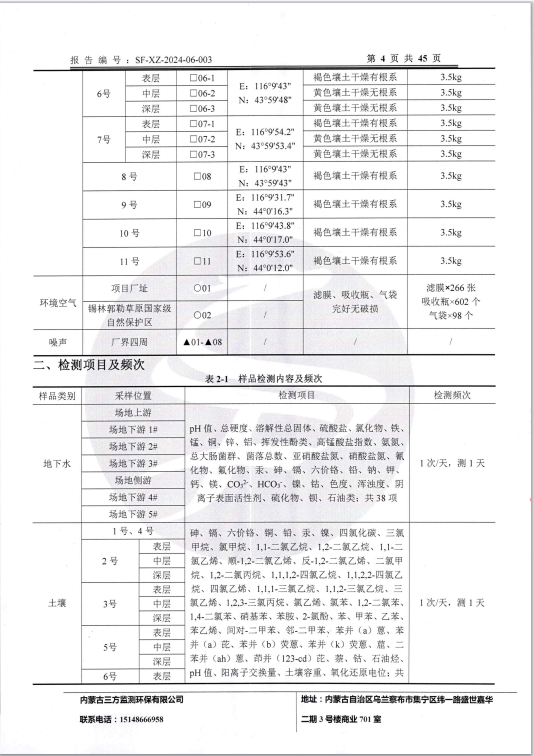 报 告 编 号 ：SF-XZ-2024-06-003 第 4 页 共 45 页
6号 表层 □06-1 E：116°9'43" N：43°59'48" 褐色壤土干燥有根系 3.5kg
中层 □06-2 黄色壤土干燥无根系 3.5kg
深层 □06-3 黄色壤土干燥无根系 3.5kg
7号 表层 □07-1 E：116°9'54.2" N：43°59'53.4" 褐色壤土干燥有根系 3.5kg
中层 □07-2 黄色壤土干燥无根系 3.5kg
深层 □07-3 黄色壤土干燥无根系 3.5kg
8 号 □08 E：116°9'43" N：43°59'43" 褐色壤土干燥有根系 3.5kg
9 号 □09 E：116°9'31.7" N：44°0'16.3" 褐色壤土干燥有根系 3.5kg
10 号 □10 E：116°9'43.8" N：44°0'17.0" 褐色壤土干燥有根系 3.5kg
11 号 □11 E：116°9'53.6" N：44°0'12.0" 褐色壤土干燥有根系 3.5kg
环境空气 项目厂址 ○01 / 滤膜、吸收瓶、气袋完好无破损 滤膜×266 张 吸收瓶×602 个 气袋×98 个
锡林郭勒草原国家级自然保护区 ○02 /
噪声 厂界四周 ▲01-▲08 / / /
二、检测项目及频次
表 2-1 样品检测内容及频次
样品类别 采样位置 检测项目 检测频次
地下水 1 次/天，测 1 天
场地上游
场地下游 1#
场地下游 2#
场地下游 3#
场地侧游
场地下游 4#
场地下游 5#
pH 值、总硬度、溶解性总固体、硫酸盐、氯化物、铁、
锰、铜、锌、铝、挥发性酚类、高锰酸盐指数、氨氮、
总大肠菌群、菌落总数、亚硝酸盐氮、硝酸盐氮、氰
化物、氟化物、汞、砷、镉、六价铬、铅、钠、钾、
钙、镁、CO₃²⁻、HCO₃⁻、镍、钴、色度、浑浊度、阴
离子表面活性剂、硫化物、钡、石油类；共 38 项
土壤 1 次/天，测 1 天
1 号、4 号
2 号 表层
中层
深层
3号 表层
中层
深层
5号 表层
中层
深层
6号 表层
砷、镉、六价铬、铜、铅、汞、镍、四氯化碳、三氯
甲烷、氯甲烷、1,1-二氯乙烷、1,2-二氯乙烷、1,1-二
氯乙烯、顺-1,2-二氯乙烯、反-1,2-二氯乙烯、二氯甲
烷、1,2-二氯丙烷、1,1,1,2-四氯乙烷、1,1,2,2-四氯乙
烷、四氯乙烯、1,1,1-三氯乙烷、1,1,2-三氯乙烷、三
氯乙烯、1,2,3-三氯丙烷、氯乙烯、氯苯、1,2-二氯苯、
1,4-二氯苯、硝基苯、苯胺、2-氯酚、苯、甲苯、乙苯、
苯乙烯、间对-二甲苯、邻-二甲苯、苯并（a）蒽、苯
并（a）芘、苯并（b）荧蒽、苯并（k）荧蒽、䓛、二
苯并（ah）蒽、茚并（123-cd）芘、萘、钴、石油烃、
pH 值、阳离子交换量、土壤容重、氧化还原电位；共
内蒙古三方监测环保有限公司 地址：内蒙古自治区乌兰察布市集宁区纬一路盛世嘉华
联系电话：15148666958 二期 3 号楼商业 701 室